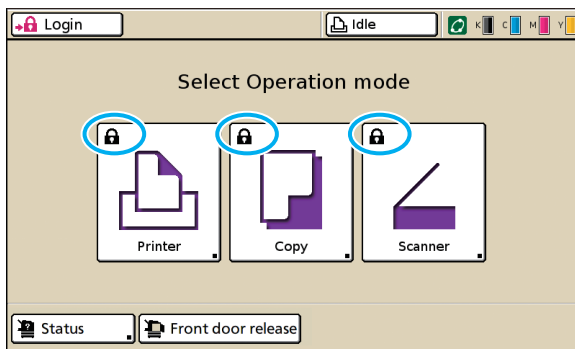 Login
Idle
K C M Y
Select Operation mode
Printer
Copy
Scanner
Status
Front door release